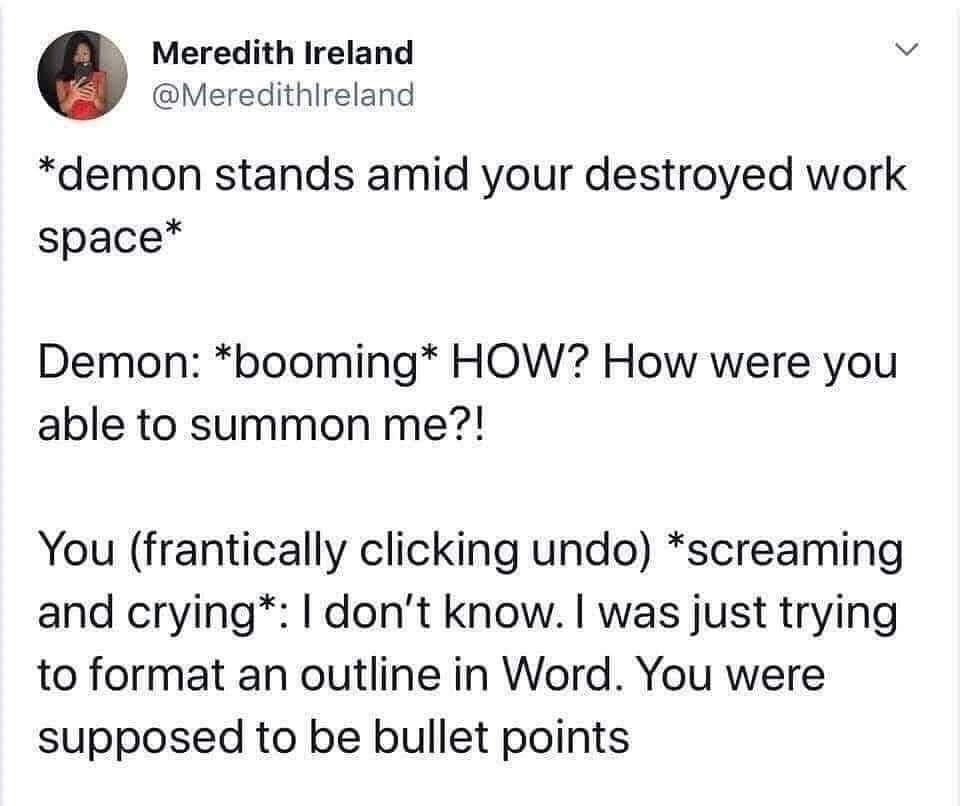 Meredith Ireland
@MeredithIreland
*demon stands amid your destroyed work
space*
Demon: *booming* HOW? How were you
able to summon me?!
You (frantically clicking undo) *screaming
and crying*: I don't know. I was just trying
to format an outline in Word. You were
supposed to be bullet points